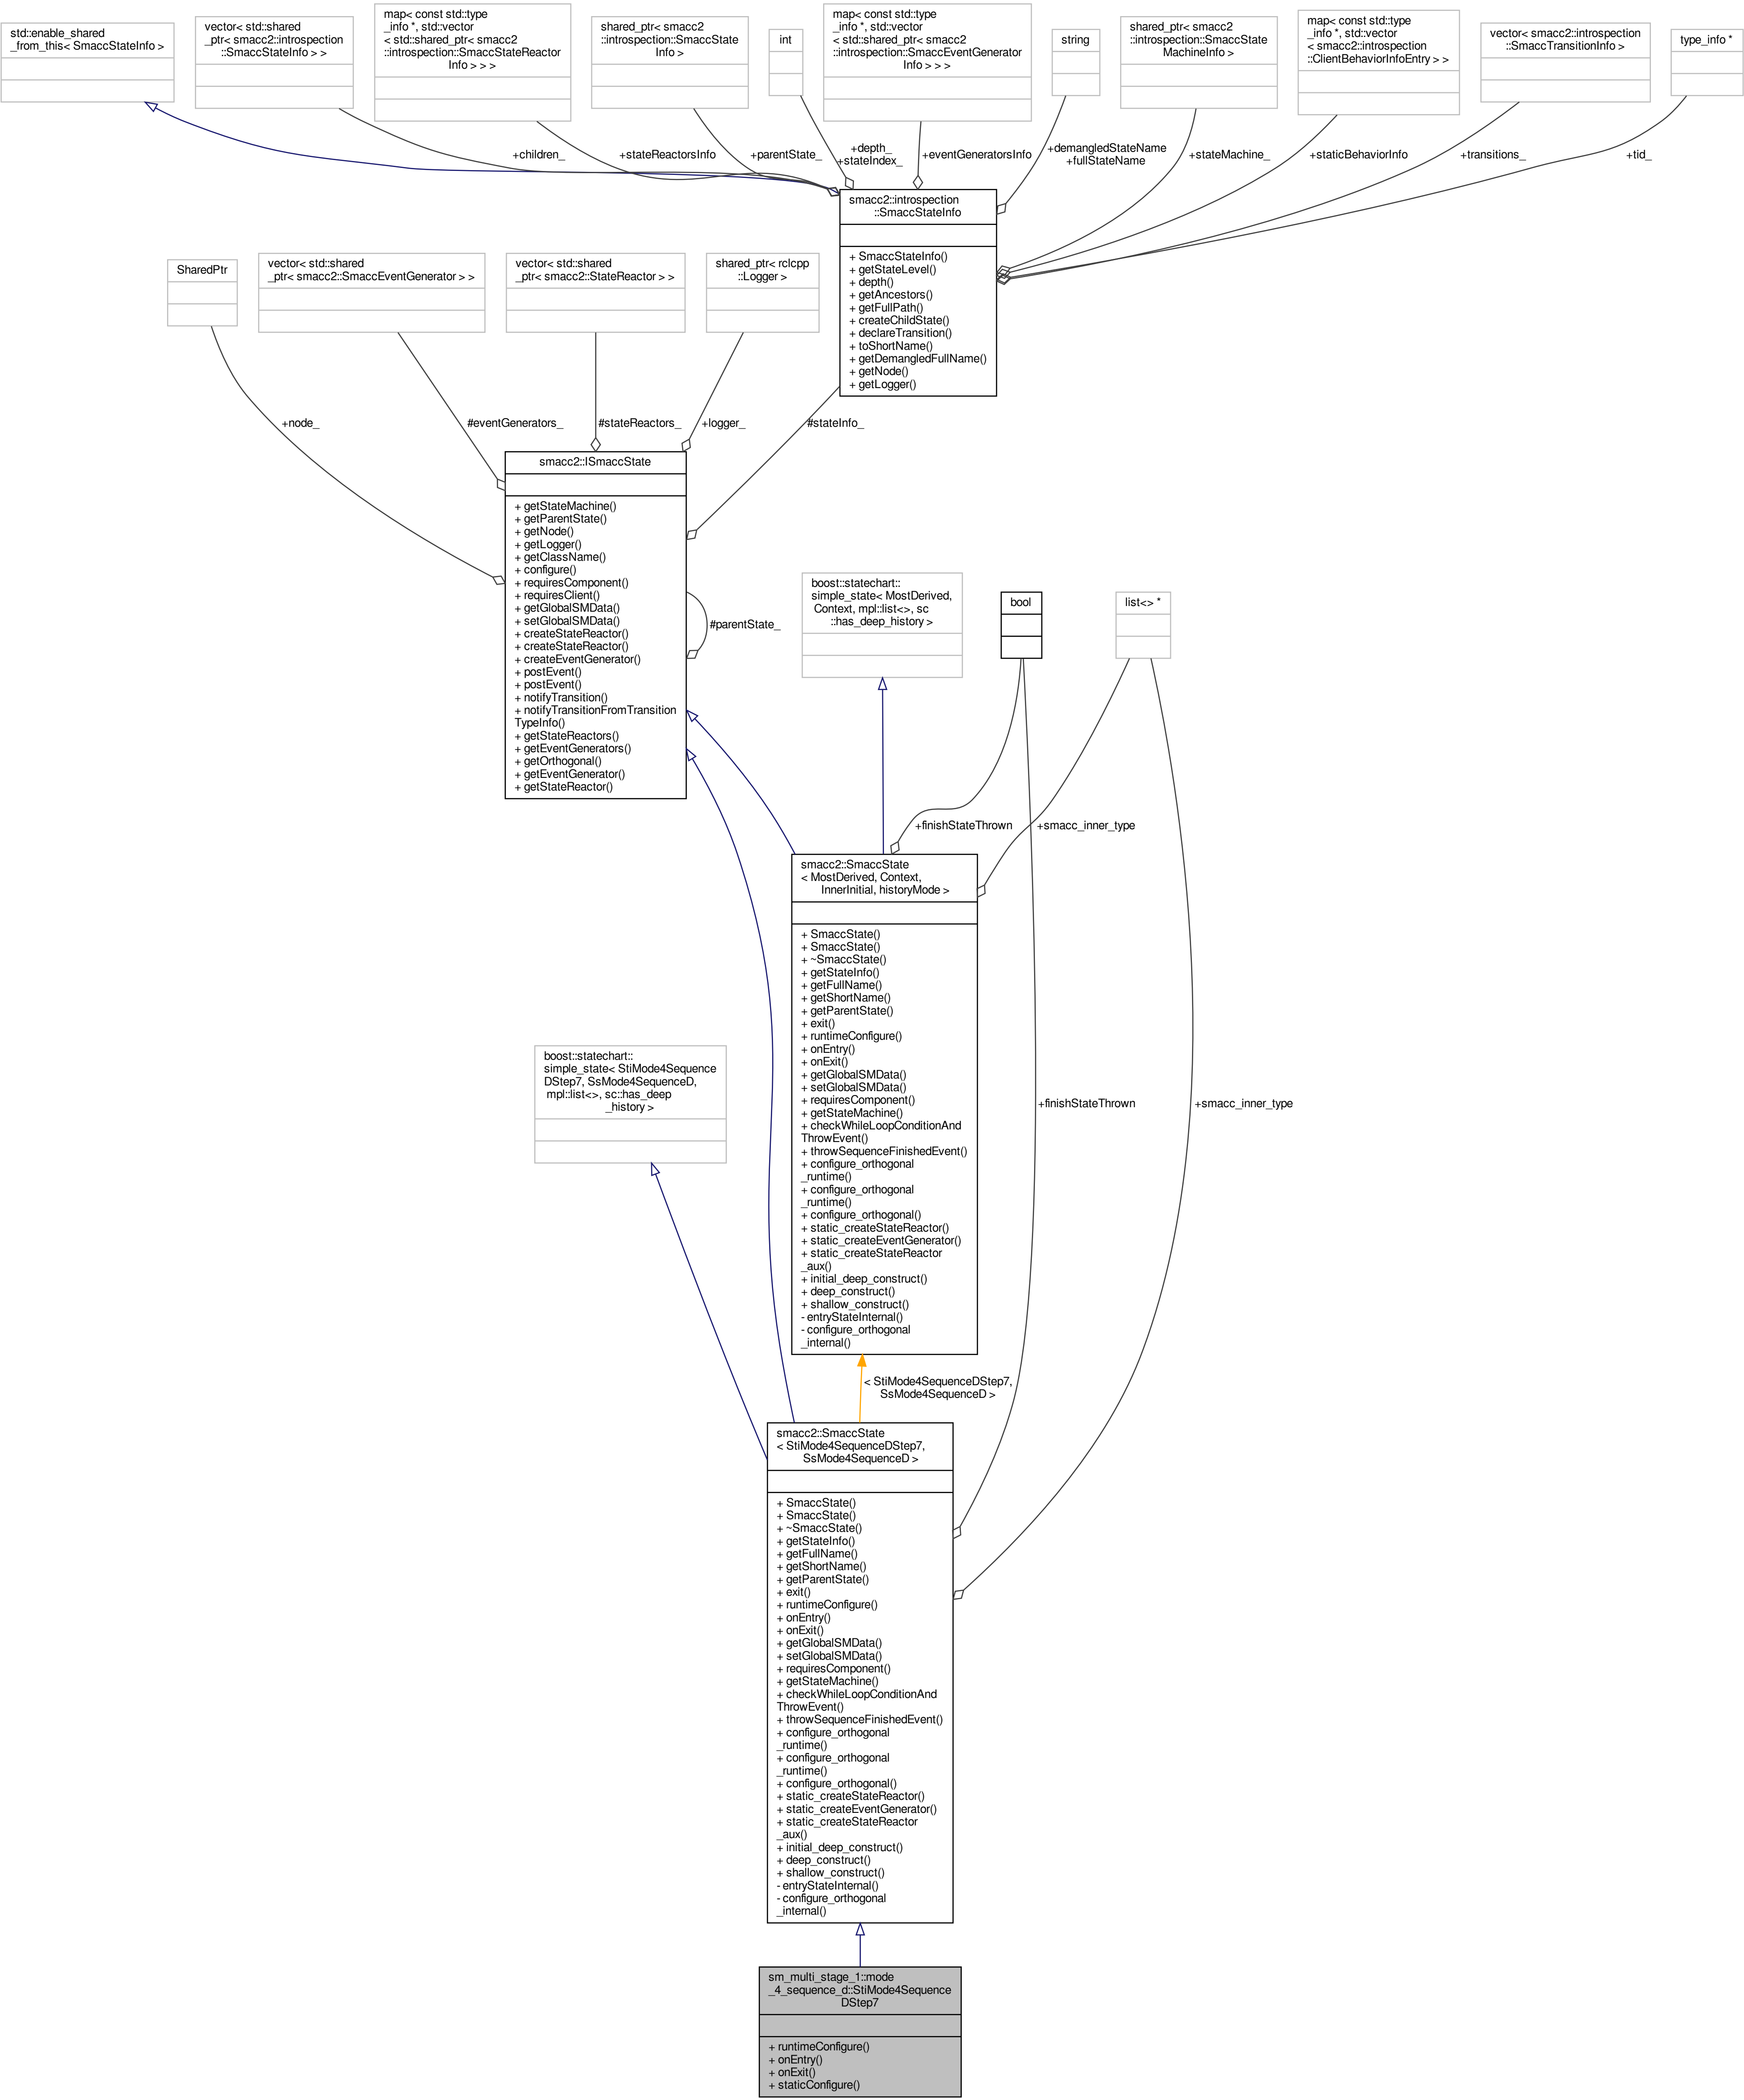 std::enable_shared
_from_this< SmaccStateInfo >
vector< std::shared
_ptr< smacc2::introspection
::SmaccStateInfo > >
map< const std::type
_info *, std::vector
< std::shared_ptr< smacc2
::introspection::SmaccStateReactor
Info > > >
shared_ptr< smacc2
::introspection::SmaccState
Info >
int
map< const std::type
_info *, std::vector
< std::shared_ptr< smacc2
::introspection::SmaccEventGenerator
Info > > >
string
shared_ptr< smacc2
::introspection::SmaccState
MachineInfo >
map< const std::type
_info *, std::vector
< smacc2::introspection
::ClientBehaviorInfoEntry > >
vector< smacc2::introspection
::SmaccTransitionInfo >
type_info *
+children_
+stateReactorsInfo
+parentState_
+depth_
+stateIndex_
+eventGeneratorsInfo
+demangledStateName
+fullStateName
+stateMachine_
+staticBehaviorInfo
+transitions_
+tid_
smacc2::introspection
::SmaccStateInfo
+ SmaccStateInfo()
+ getStateLevel()
+ depth()
+ getAncestors()
+ getFullPath()
+ createChildState()
+ declareTransition()
+ toShortName()
+ getDemangledFullName()
+ getNode()
+ getLogger()
SharedPtr
vector< std::shared
_ptr< smacc2::SmaccEventGenerator > >
vector< std::shared
_ptr< smacc2::StateReactor > >
shared_ptr< rclcpp
::Logger >
+node_
#eventGenerators_
#stateReactors_
+logger_
#stateInfo_
smacc2::ISmaccState
+ getStateMachine()
+ getParentState()
+ getNode()
+ getLogger()
+ getClassName()
+ configure()
+ requiresComponent()
+ requiresClient()
+ getGlobalSMData()
+ setGlobalSMData()
+ createStateReactor()
+ createStateReactor()
+ createEventGenerator()
+ postEvent()
+ postEvent()
+ notifyTransition()
+ notifyTransitionFromTransition
TypeInfo()
+ getStateReactors()
+ getEventGenerators()
+ getOrthogonal()
+ getEventGenerator()
+ getStateReactor()
#parentState_
boost::statechart::
simple_state< MostDerived,
Context, mpl::list<>, sc
::has_deep_history >
bool
list<> *
+finishStateThrown
+smacc_inner_type
smacc2::SmaccState
< MostDerived, Context,
InnerInitial, historyMode >
+ SmaccState()
+ SmaccState()
+ ~SmaccState()
+ getStateInfo()
+ getFullName()
+ getShortName()
+ getParentState()
+ exit()
+ runtimeConfigure()
+ onEntry()
+ onExit()
+ getGlobalSMData()
+ setGlobalSMData()
+ requiresComponent()
+ getStateMachine()
+ checkWhileLoopConditionAnd
ThrowEvent()
+ throwSequenceFinishedEvent()
+ configure_orthogonal
_runtime()
+ configure_orthogonal
_runtime()
+ configure_orthogonal()
+ static_createStateReactor()
+ static_createEventGenerator()
+ static_createStateReactor
_aux()
+ initial_deep_construct()
+ deep_construct()
+ shallow_construct()
- entryStateInternal()
- configure_orthogonal
_internal()
boost::statechart::
simple_state< StiMode4Sequence
DStep7, SsMode4SequenceD,
mpl::list<>, sc::has_deep
_history >
+finishStateThrown
+smacc_inner_type
< StiMode4SequenceDStep7,
SsMode4SequenceD >
smacc2::SmaccState
< StiMode4SequenceDStep7,
SsMode4SequenceD >
+ SmaccState()
+ SmaccState()
+ ~SmaccState()
+ getStateInfo()
+ getFullName()
+ getShortName()
+ getParentState()
+ exit()
+ runtimeConfigure()
+ onEntry()
+ onExit()
+ getGlobalSMData()
+ setGlobalSMData()
+ requiresComponent()
+ getStateMachine()
+ checkWhileLoopConditionAnd
ThrowEvent()
+ throwSequenceFinishedEvent()
+ configure_orthogonal
_runtime()
+ configure_orthogonal
_runtime()
+ configure_orthogonal()
+ static_createStateReactor()
+ static_createEventGenerator()
+ static_createStateReactor
_aux()
+ initial_deep_construct()
+ deep_construct()
+ shallow_construct()
- entryStateInternal()
- configure_orthogonal
_internal()
sm_multi_stage_1::mode
_4_sequence_d::StiMode4Sequence
DStep7
+ runtimeConfigure()
+ onEntry()
+ onExit()
+ staticConfigure()